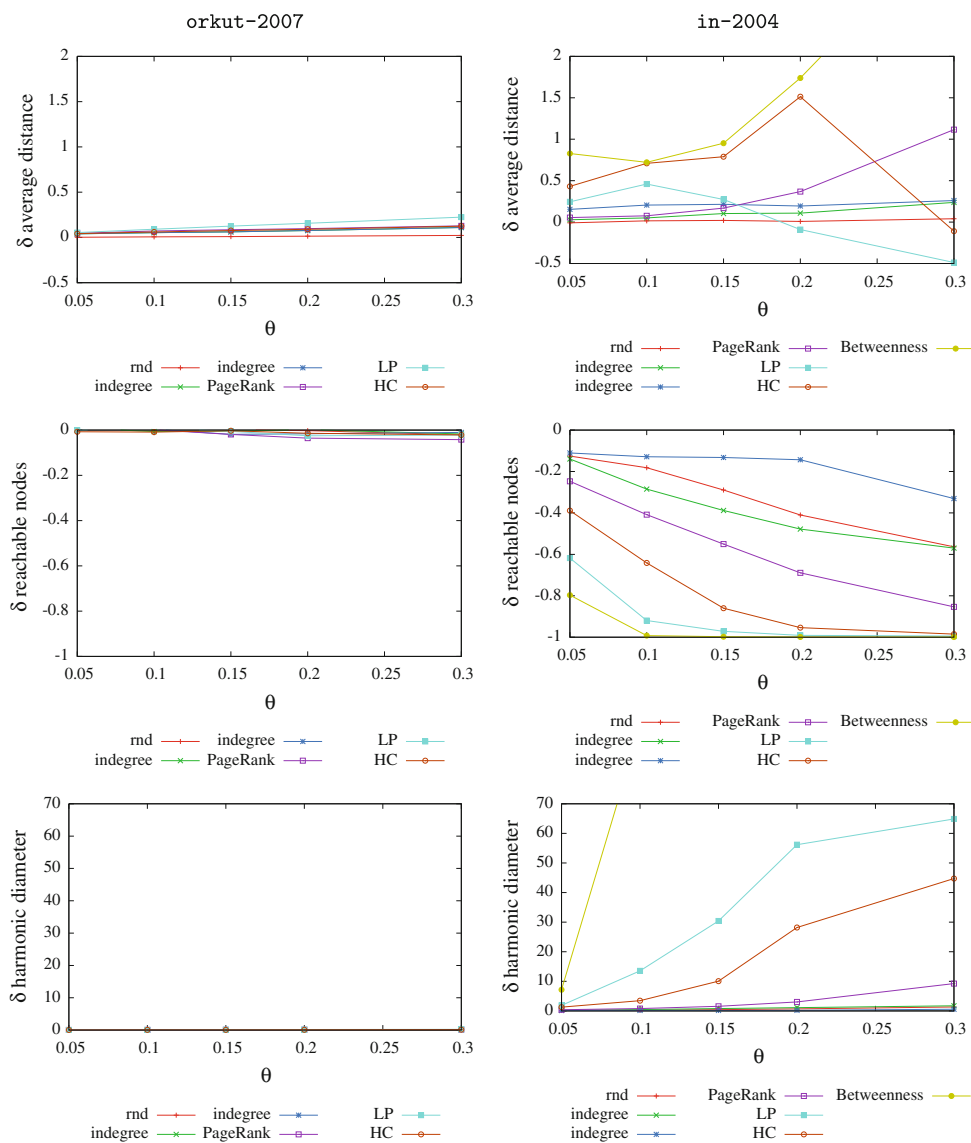 orkut-2007
2
1.5
1
0.5
0
-0.5
δ average distance
0.05 0.1 0.15 0.2 0.25 0.3
θ
rnd indegree LP
indegree PageRank HC
in-2004
2
1.5
1
0.5
0
-0.5
δ average distance
0.05 0.1 0.15 0.2 0.25 0.3
θ
rnd PageRank Betweenness
indegree LP
indegree HC
0
-0.2
-0.4
-0.6
-0.8
-1
δ reachable nodes
0.05 0.1 0.15 0.2 0.25 0.3
θ
rnd indegree LP
indegree PageRank HC
0
-0.2
-0.4
-0.6
-0.8
-1
δ reachable nodes
0.05 0.1 0.15 0.2 0.25 0.3
θ
rnd PageRank Betweenness
indegree LP
indegree HC
70
60
50
40
30
20
10
0
δ harmonic diameter
0.05 0.1 0.15 0.2 0.25 0.3
θ
rnd indegree LP
indegree PageRank HC
70
60
50
40
30
20
10
0
δ harmonic diameter
0.05 0.1 0.15 0.2 0.25 0.3
θ
rnd PageRank Betweenness
indegree LP
indegree HC